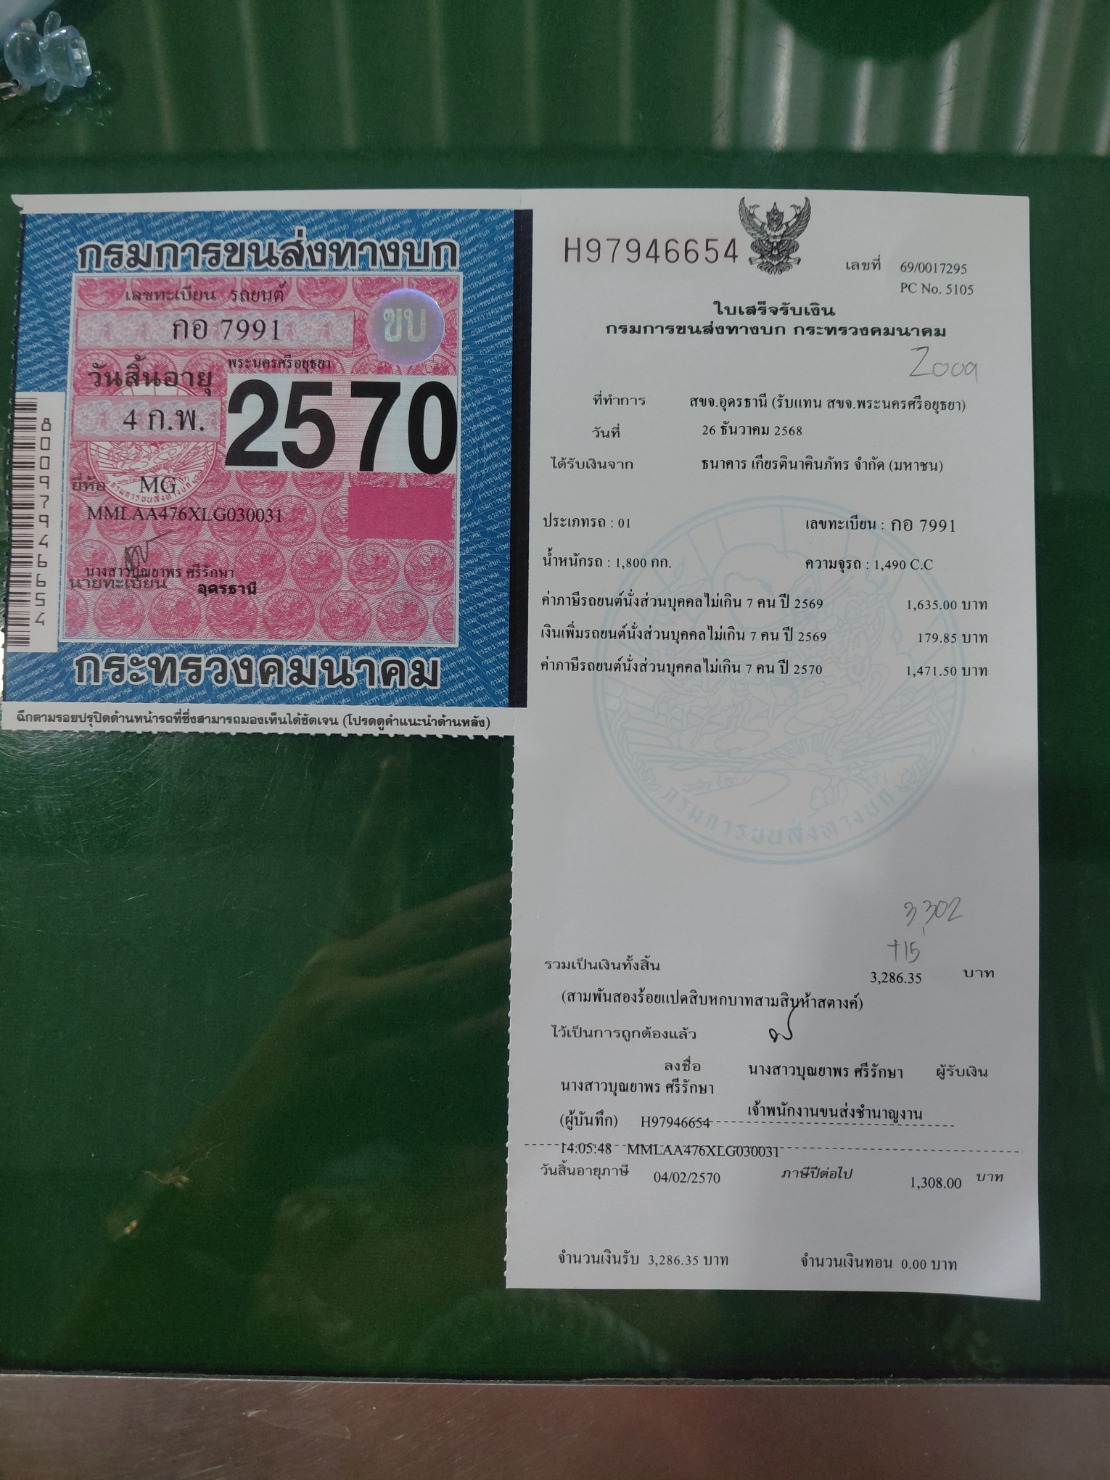 กรมการขนส่งทางบก
เลขทะเบียน รถยนต์
กอ 7991
ขบ
พระนครศรีอยุธยา
วันสิ้นอายุ
4 ก.พ.
2570
ยี่ห้อ MG
MMLAA476XLG030031
นางสาวบุณยาพร ศรีรักษา
นายทะเบียน อุดรธานี
กระทรวงคมนาคม
80097946654
ฉีกตามรอยปรุปิดด้านหน้ารถที่ซึ่งสามารถมองเห็นได้ชัดเจน (โปรดดูคำแนะนำด้านหลัง)
H97946654
เลขที่ 69/0017295
PC No. 5105
ใบเสร็จรับเงิน
กรมการขนส่งทางบก กระทรวงคมนาคม
ที่ทำการ สขจ.อุดรธานี (รับแทน สขจ.พระนครศรีอยุธยา)
วันที่ 26 ธันวาคม 2568
ได้รับเงินจาก ธนาคาร เกียรตินาคินภัทร จำกัด (มหาชน)
ประเภทรถ : 01 เลขทะเบียน : กอ 7991
น้ำหนักรถ : 1,800 กก. ความจุรถ : 1,490 C.C
ค่าภาษีรถยนต์นั่งส่วนบุคคลไม่เกิน 7 คน ปี 2569 1,635.00 บาท
เงินเพิ่มรถยนต์นั่งส่วนบุคคลไม่เกิน 7 คน ปี 2569 179.85 บาท
ค่าภาษีรถยนต์นั่งส่วนบุคคลไม่เกิน 7 คน ปี 2570 1,471.50 บาท
กรมการขนส่งทางบก
3,302
+15
รวมเป็นเงินทั้งสิ้น 3,286.35 บาท
(สามพันสองร้อยแปดสิบหกบาทสามสิบห้าสตางค์)
ไว้เป็นการถูกต้องแล้ว
ลงชื่อ นางสาวบุณยาพร ศรีรักษา ผู้รับเงิน
นางสาวบุณยาพร ศรีรักษา
(ผู้บันทึก) H97946654 เจ้าพนักงานขนส่งชำนาญงาน
14:05:48 MMLAA476XLG030031
วันสิ้นอายุภาษี 04/02/2570 ภาษีปีต่อไป 1,308.00 บาท
จำนวนเงินรับ 3,286.35 บาท จำนวนเงินทอน 0.00 บาท